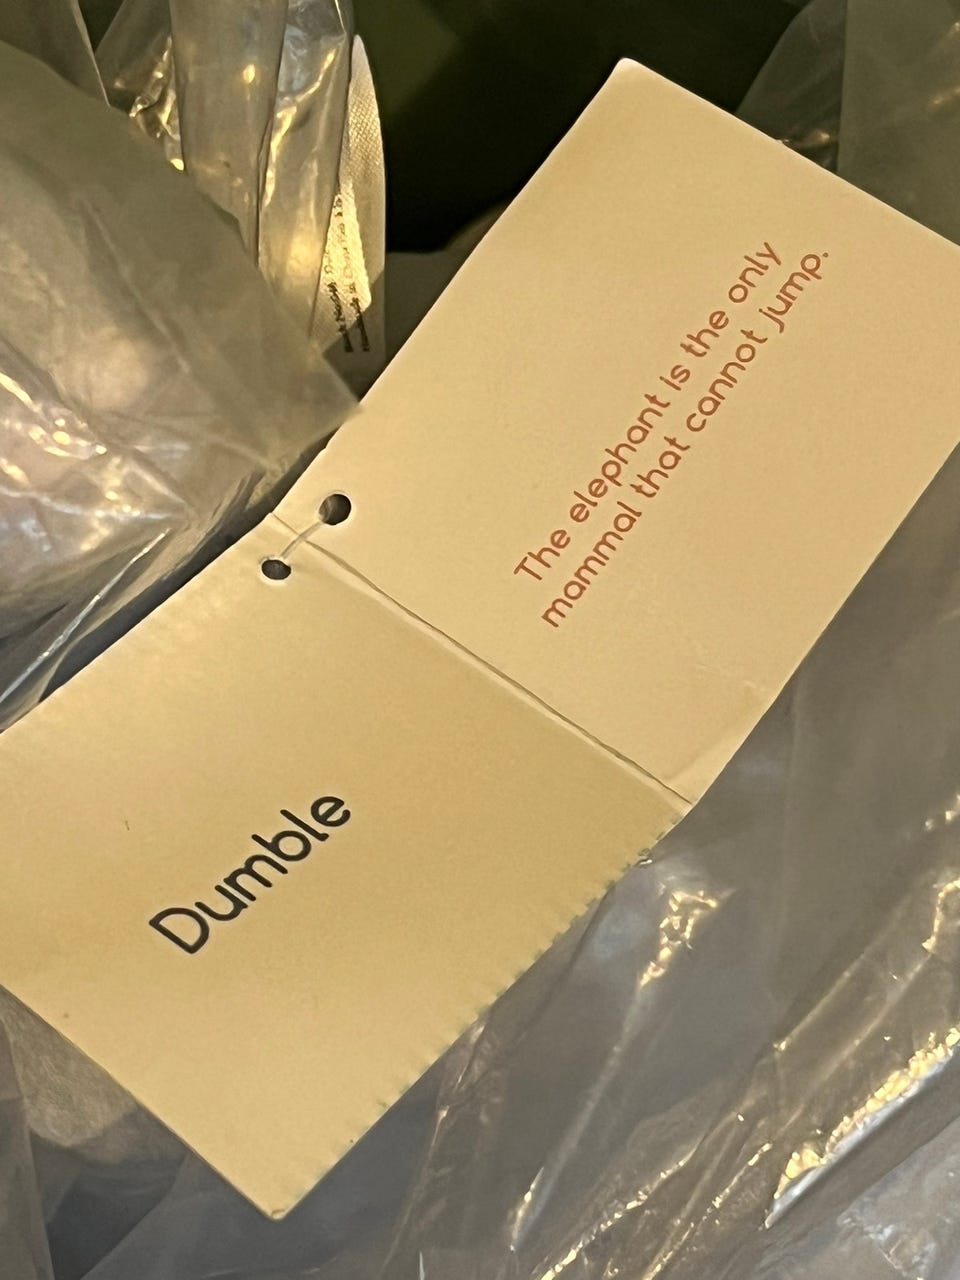 The elephant is the only
mammal that cannot jump.
Dumble